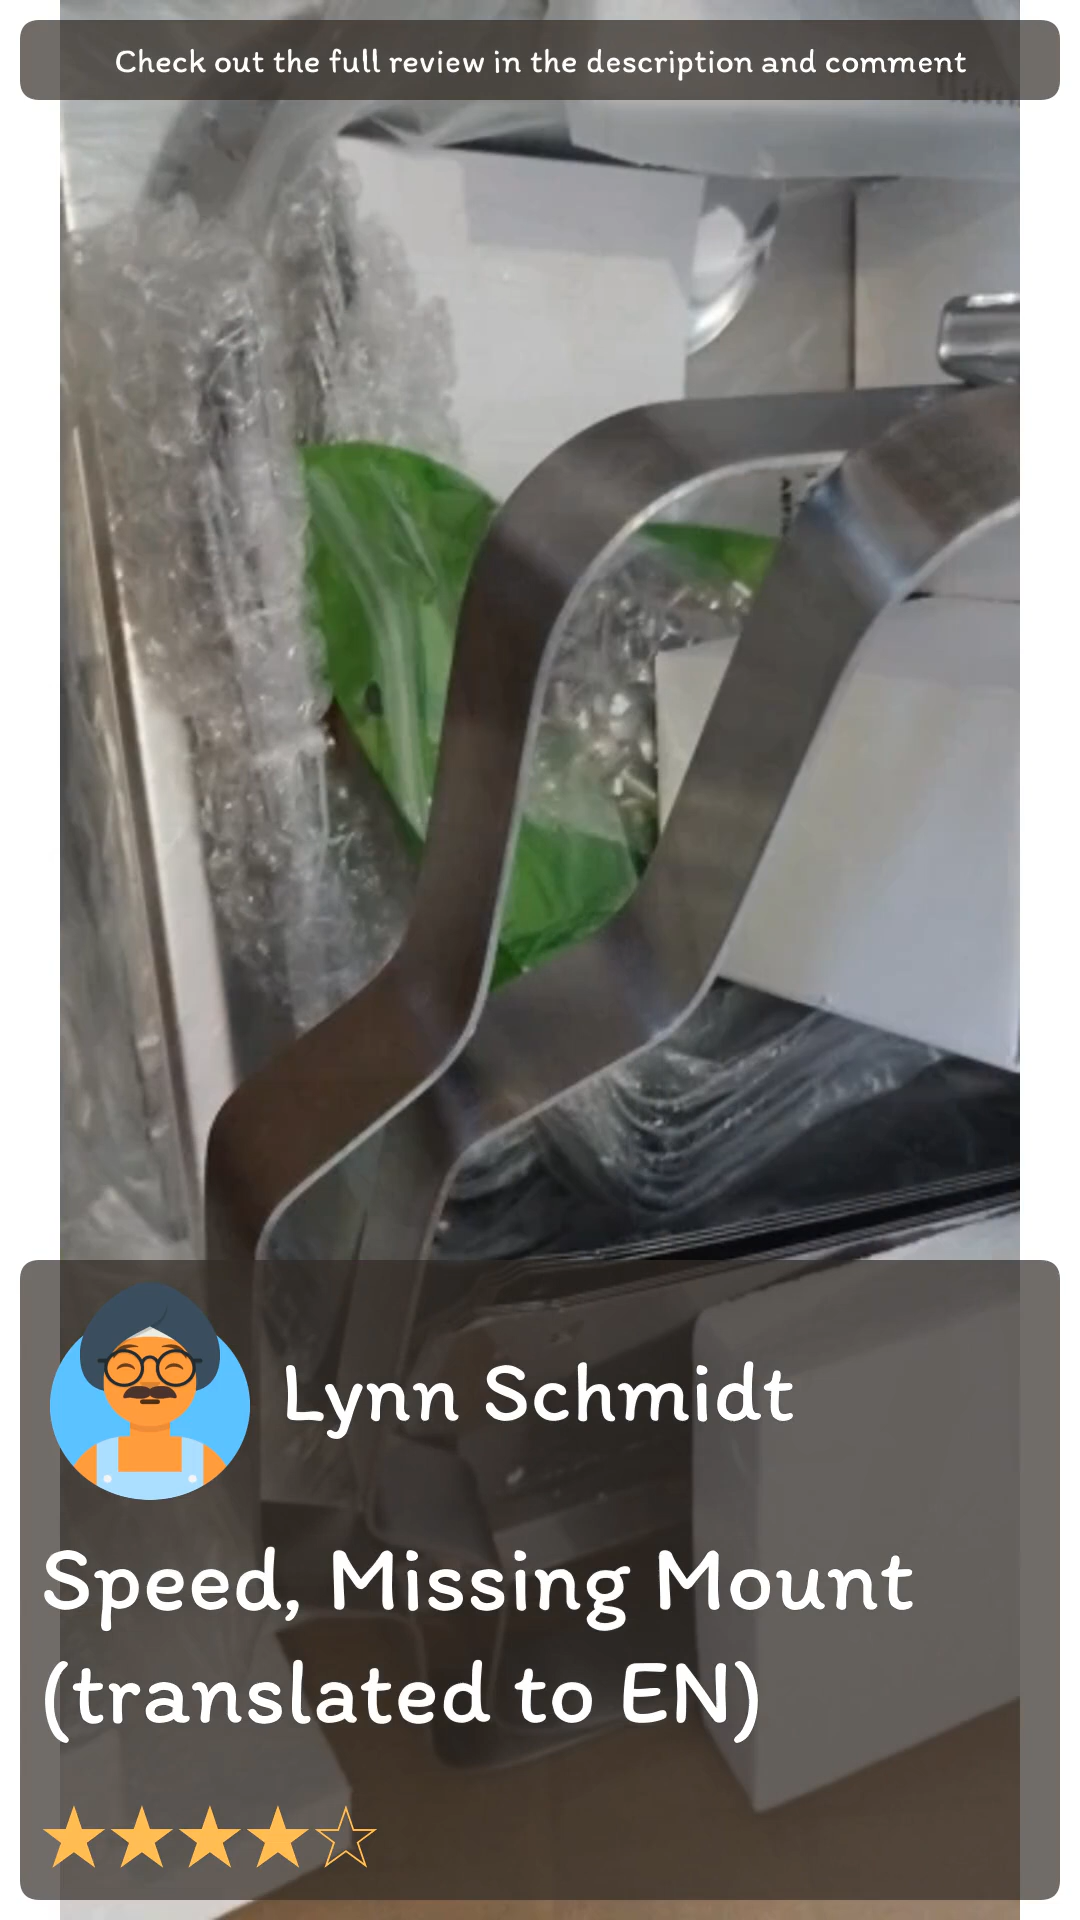 Check out the full review in the description and comment
Lynn Schmidt
Speed, Missing Mount
(translated to EN)